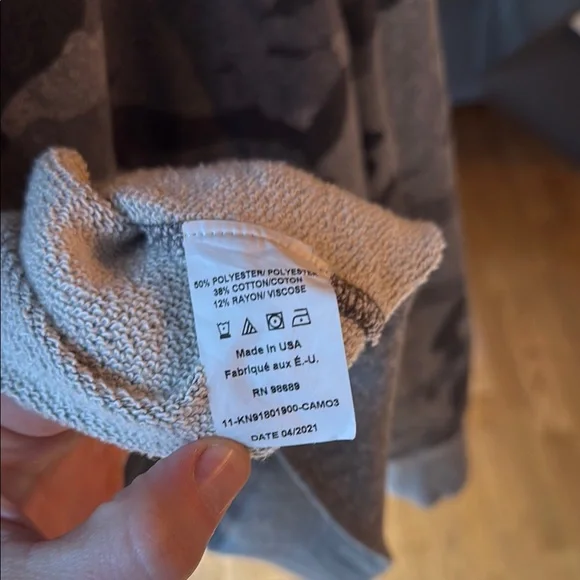 50% POLYESTER/ POLYESTER
38% COTTON/COTON
12% RAYON/ VISCOSE
Made in USA
Fabriqué aux É.-U.
RN 98689
11-KN91801900-CAMO3
DATE 04/2021